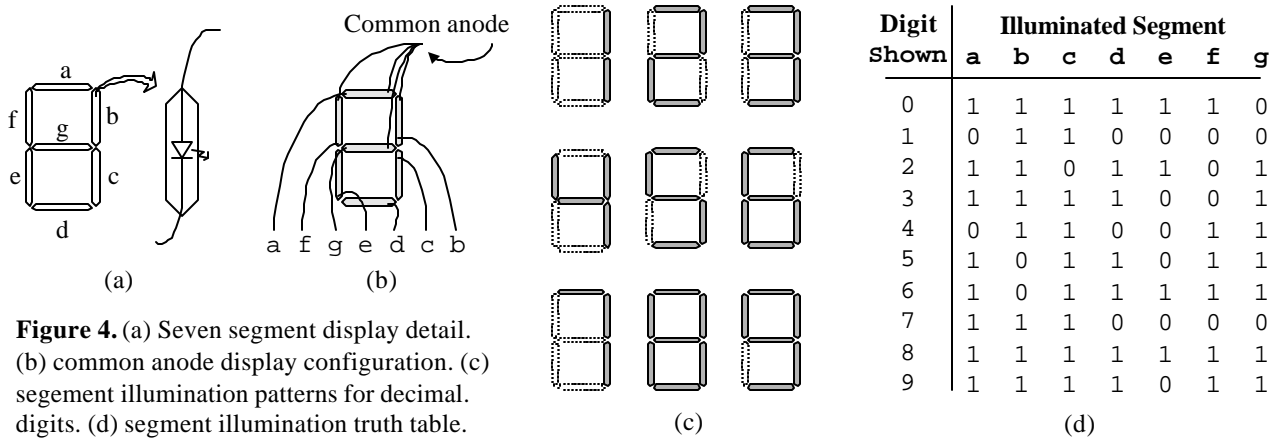 a
f
b
g
e
c
d
(a)
Common anode
a f g e d c b
(b)
Figure 4. (a) Seven segment display detail.
(b) common anode display configuration. (c)
segement illumination patterns for decimal.
digits. (d) segment illumination truth table.
(c)
Digit Illuminated Segment
Shown a b c d e f g
0 1 1 1 1 1 1 0
1 0 1 1 0 0 0 0
2 1 1 0 1 1 0 1
3 1 1 1 1 0 0 1
4 0 1 1 0 0 1 1
5 1 0 1 1 0 1 1
6 1 0 1 1 1 1 1
7 1 1 1 0 0 0 0
8 1 1 1 1 1 1 1
9 1 1 1 1 0 1 1
(d)